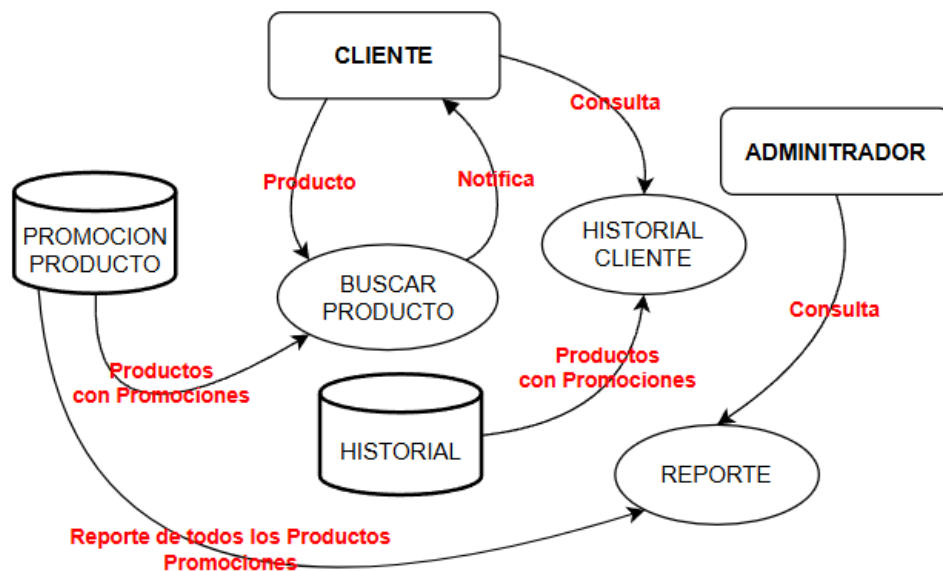 CLIENTE
Consulta
ADMINITRADOR
Producto
Notifica
PROMOCION
PRODUCTO
HISTORIAL
CLIENTE
BUSCAR
PRODUCTO
Consulta
Productos
con Promociones
Productos
con Promociones
HISTORIAL
REPORTE
Reporte de todos los Productos
Promociones